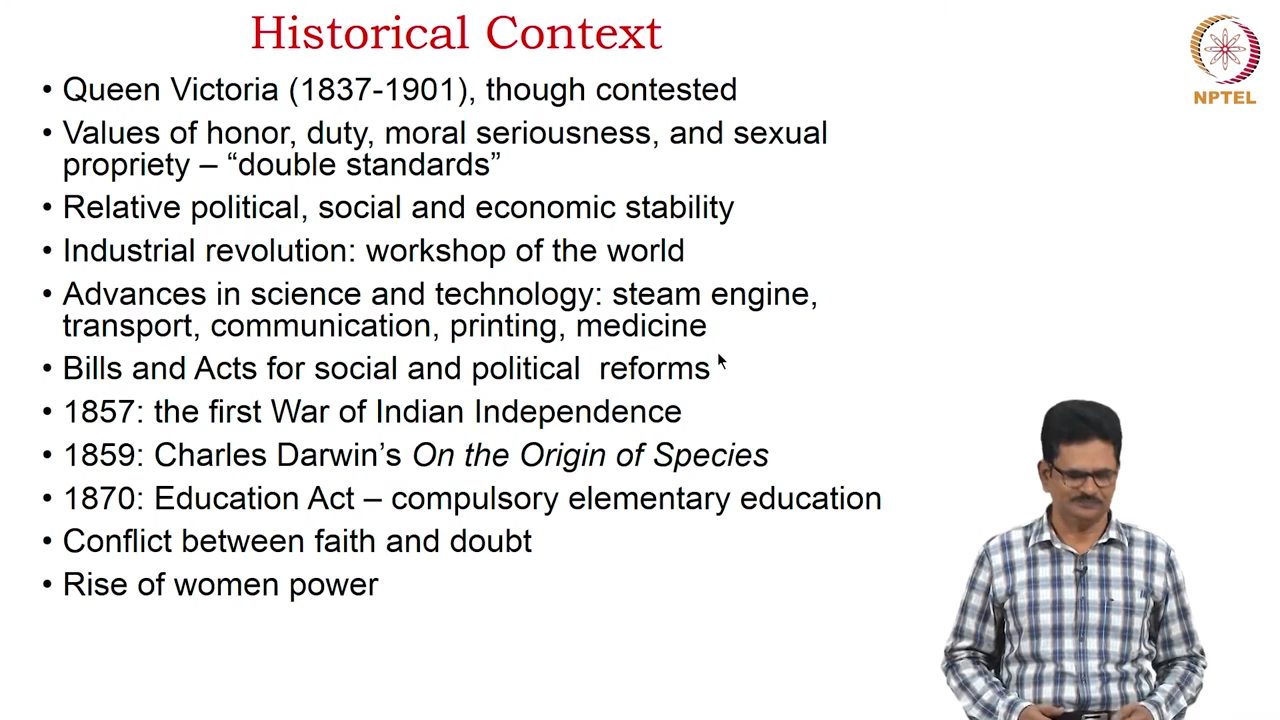 Historical Context
NPTEL
• Queen Victoria (1837-1901), though contested
• Values of honor, duty, moral seriousness, and sexual
propriety – “double standards”
• Relative political, social and economic stability
• Industrial revolution: workshop of the world
• Advances in science and technology: steam engine,
transport, communication, printing, medicine
• Bills and Acts for social and political  reforms
• 1857: the first War of Indian Independence
• 1859: Charles Darwin’s On the Origin of Species
• 1870: Education Act – compulsory elementary education
• Conflict between faith and doubt
• Rise of women power